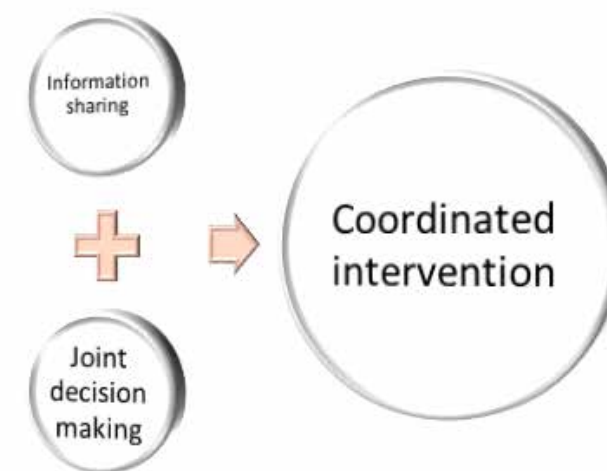 Information
sharing
Joint
decision
making
Coordinated
intervention